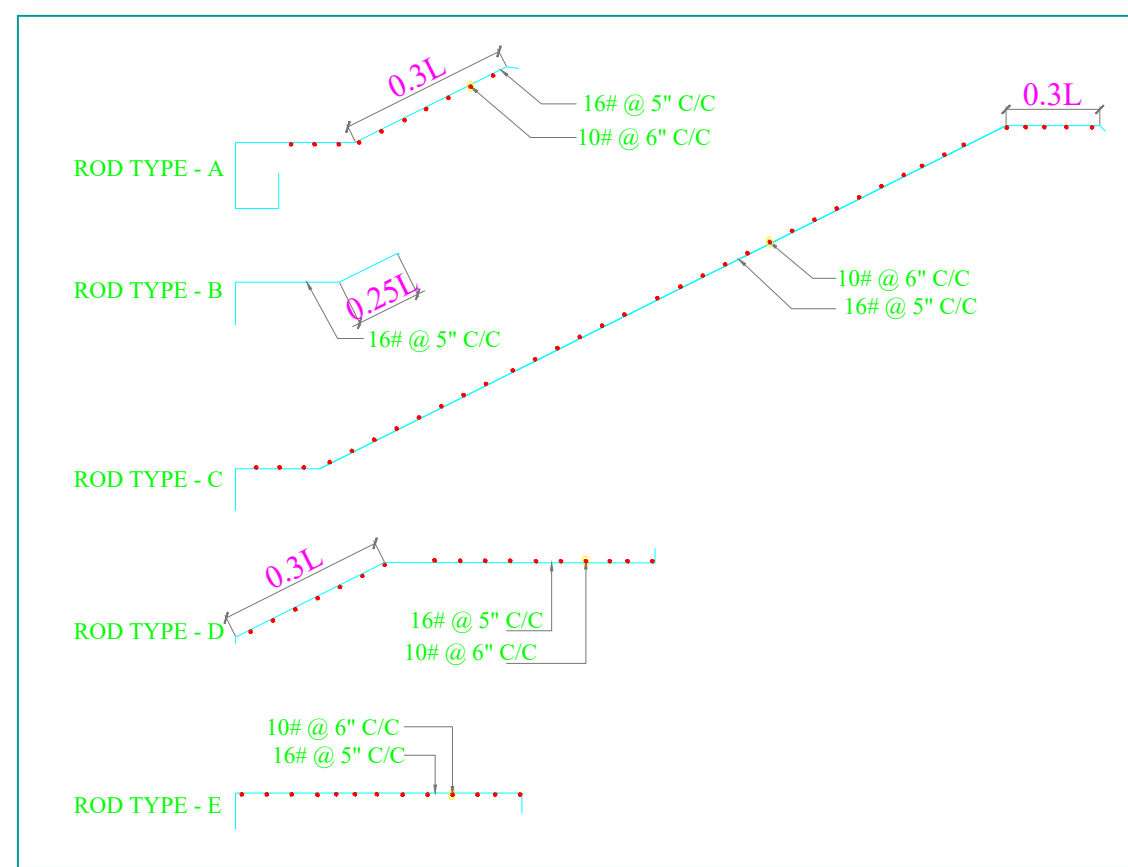 0.3L
16# @ 5" C/C
10# @ 6" C/C
ROD TYPE - A
0.3L
ROD TYPE - B
0.25L
16# @ 5" C/C
10# @ 6" C/C
16# @ 5" C/C
ROD TYPE - C
0.3L
16# @ 5" C/C
ROD TYPE - D
10# @ 6" C/C
10# @ 6" C/C
16# @ 5" C/C
ROD TYPE - E